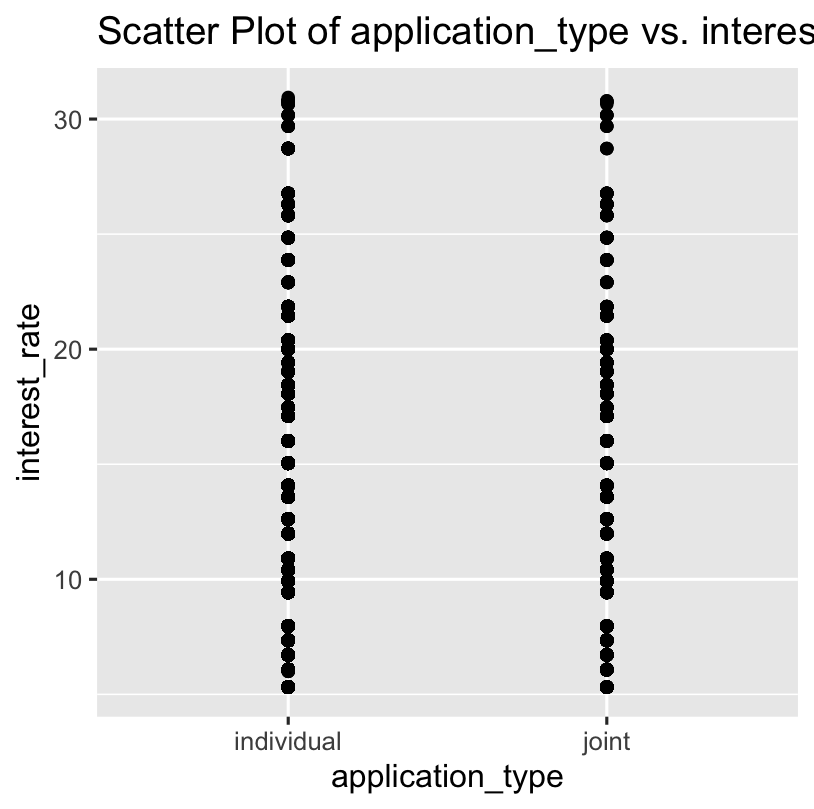 Scatter Plot of application_type vs. interes
30
20
10
interest_rate
individual
joint
application_type